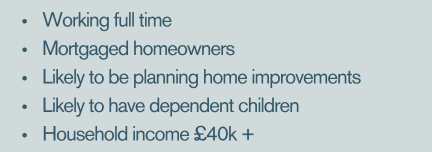 • Working full time
• Mortgaged homeowners
• Likely to be planning home improvements
• Likely to have dependent children
• Household income £40k +